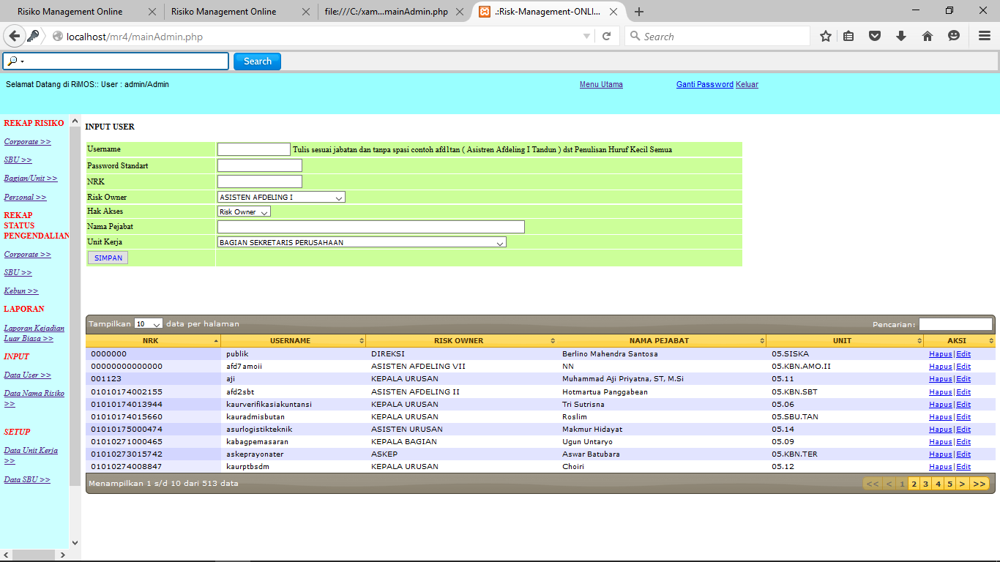 Risiko Management Online
Risiko Management Online
file:///C:/xam...mainAdmin.php
.:Risk-Management-ONLI...
localhost/mr4/mainAdmin.php
Search
Search
Selamat Datang di RiMOS:: User : admin/Admin
Menu Utama
Ganti Password Keluar
REKAP RISIKO
Corporate >>
SBU >>
Bagian/Unit >>
Personal >>
REKAP
STATUS
PENGENDALIAN
Corporate >>
SBU >>
Kebun >>
LAPORAN
Laporan Kejadian
Luar Biasa >>
INPUT
Data User >>
Data Nama Risiko
>>
SETUP
Data Unit Kerja
>>
Data SBU >>
INPUT USER
Username Tulis sesuai jabatan dan tanpa spasi contoh afd1tan ( Asistren Afdeling I Tandun ) dst Penulisan Huruf Kecil Semua
Password Standart
NRK
Risk Owner ASISTEN AFDELING I
Hak Akses Risk Owner
Nama Pejabat
Unit Kerja BAGIAN SEKRETARIS PERUSAHAAN
SIMPAN
Tampilkan 10 data per halaman Pencarian:
NRK USERNAME RISK OWNER NAMA PEJABAT UNIT AKSI
0000000 publik DIREKSI Berlino Mahendra Santosa 05.SISKA Hapus|Edit
00000000000000 afd7amoii ASISTEN AFDELING VII NN 05.KBN.AMO.II Hapus|Edit
001123 aji KEPALA URUSAN Muhammad Aji Priyatna, ST, M.Si 05.11 Hapus|Edit
01010174002155 afd2sbt ASISTEN AFDELING II Hotmartua Panggabean 05.KBN.SBT Hapus|Edit
01010174013944 kaurverifikasiakuntansi KEPALA URUSAN Tri Sutrisna 05.06 Hapus|Edit
01010174015660 kauradmisbutan KEPALA URUSAN Roslim 05.SBU.TAN Hapus|Edit
01010175000474 asurlogistikteknik ASISTEN URUSAN Makmur Hidayat 05.14 Hapus|Edit
01010271000465 kabagpemasaran KEPALA BAGIAN Ugun Untaryo 05.09 Hapus|Edit
01010273015742 askeprayonater ASKEP Aswar Batubara 05.KBN.TER Hapus|Edit
01010274008847 kaurptbsdm KEPALA URUSAN Choiri 05.12 Hapus|Edit
Menampilkan 1 s/d 10 dari 513 data << < 1 2 3 4 5 > >>